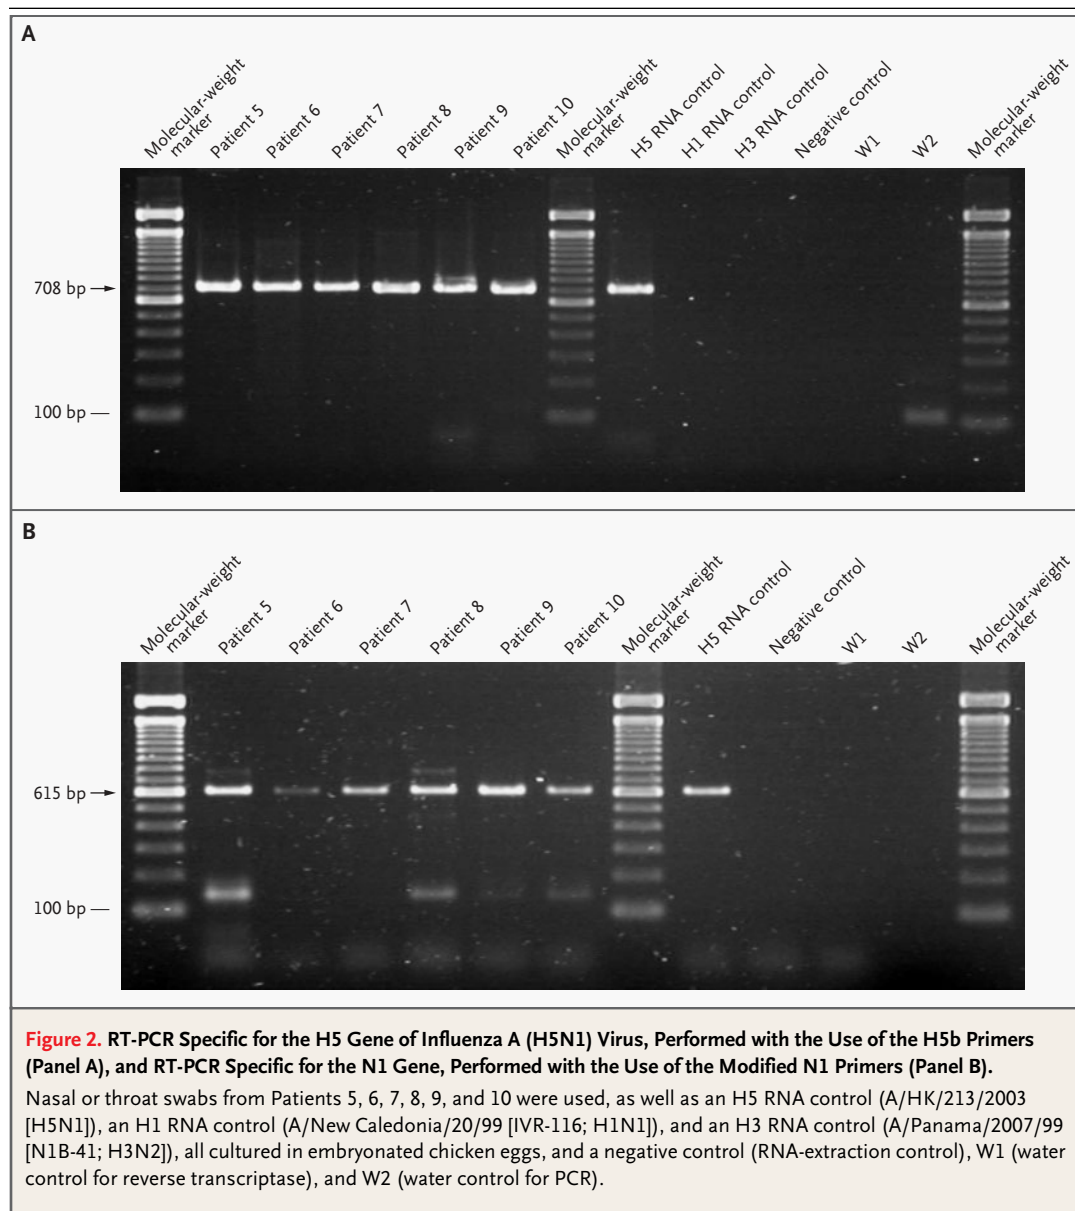 A
Molecular-weight
marker
Patient 5
Patient 6
Patient 7
Patient 8
Patient 9
Patient 10
Molecular-weight
marker
H5 RNA control
H1 RNA control
H3 RNA control
Negative control
W1
W2
Molecular-weight
marker
708 bp
100 bp
B
Molecular-weight
marker
Patient 5
Patient 6
Patient 7
Patient 8
Patient 9
Patient 10
Molecular-weight
marker
H5 RNA control
Negative control
W1
W2
Molecular-weight
marker
615 bp
100 bp
Figure 2. RT-PCR Specific for the H5 Gene of Influenza A (H5N1) Virus, Performed with the Use of the H5b Primers
(Panel A), and RT-PCR Specific for the N1 Gene, Performed with the Use of the Modified N1 Primers (Panel B).
Nasal or throat swabs from Patients 5, 6, 7, 8, 9, and 10 were used, as well as an H5 RNA control (A/HK/213/2003
[H5N1]), an H1 RNA control (A/New Caledonia/20/99 [IVR-116; H1N1]), and an H3 RNA control (A/Panama/2007/99
[N1B-41; H3N2]), all cultured in embryonated chicken eggs, and a negative control (RNA-extraction control), W1 (water
control for reverse transcriptase), and W2 (water control for PCR).